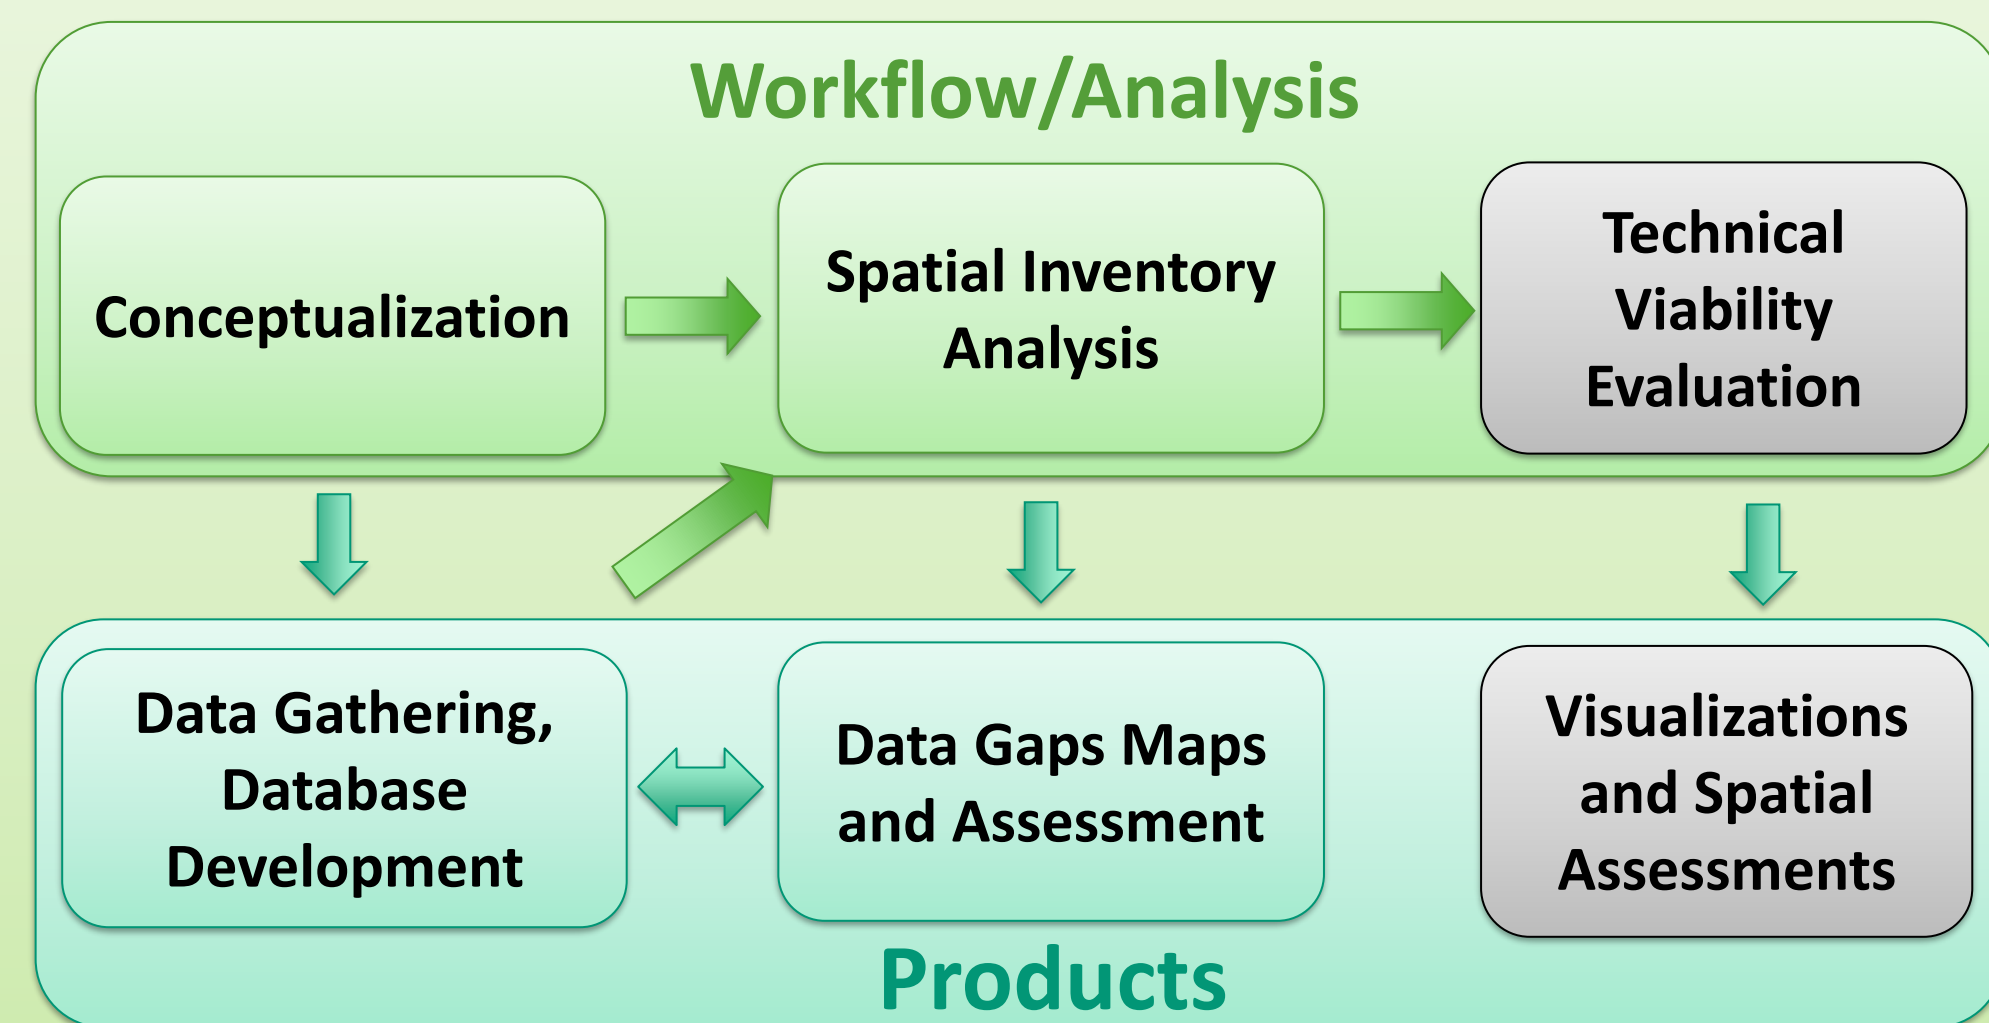 Workflow/Analysis
Conceptualization
Spatial Inventory
Analysis
Technical
Viability
Evaluation
Data Gathering,
Database
Development
Data Gaps Maps
and Assessment
Visualizations
and Spatial
Assessments
Products